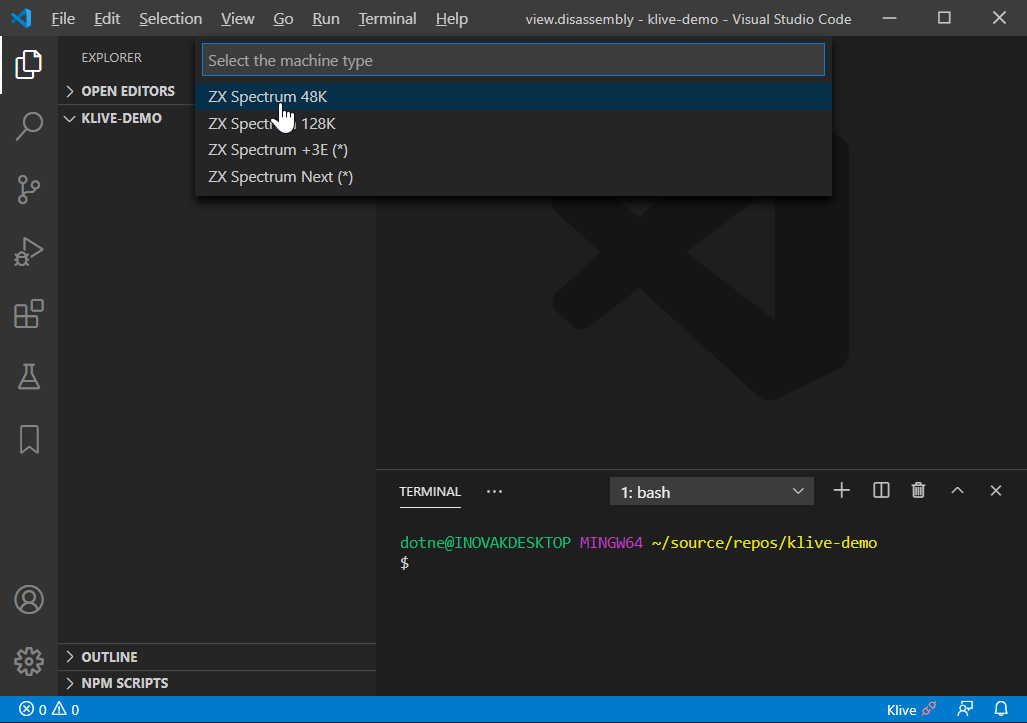 File Edit Selection View Go Run Terminal Help view.disassembly - klive-demo - Visual Studio Code
EXPLORER
OPEN EDITORS
KLIVE-DEMO
Select the machine type
ZX Spectrum 48K
ZX Spectrum 128K
ZX Spectrum +3E (*)
ZX Spectrum Next (*)
TERMINAL ··· 1: bash
dotne@INOVAKDESKTOP MINGW64 ~/source/repos/klive-demo
$
OUTLINE
NPM SCRIPTS
0 0 Klive